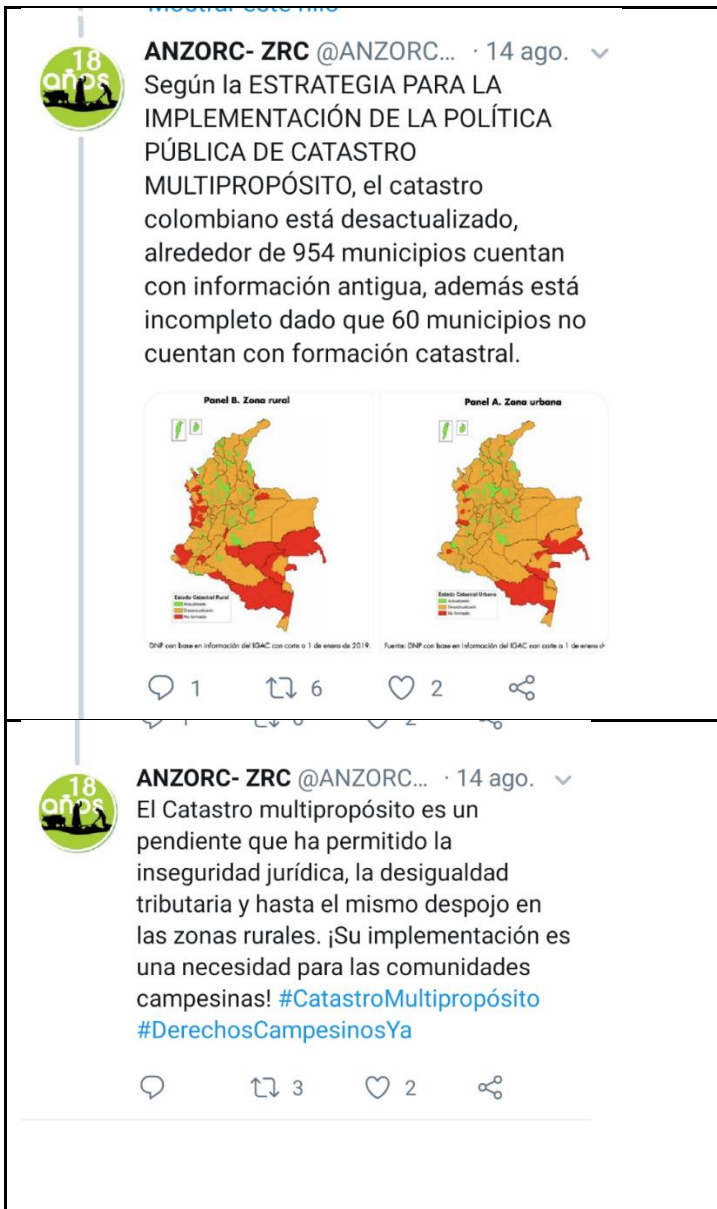 18
años
ANZORC- ZRC @ANZORC... · 14 ago.
Según la ESTRATEGIA PARA LA
IMPLEMENTACIÓN DE LA POLÍTICA
PÚBLICA DE CATASTRO
MULTIPROPÓSITO, el catastro
colombiano está desactualizado,
alrededor de 954 municipios cuentan
con información antigua, además está
incompleto dado que 60 municipios no
cuentan con formación catastral.
Panel B. Zona rural
Panel A. Zona urbana
Estado Catastral Rural
Actualizado
Desactualizado
No formado
Estado Catastral Urbano
Actualizado
Desactualizado
No formado
DNP con base en información del IGAC con corte a 1 de enero de 2019.
Fuente: DNP con base en información del IGAC con corte a 1 de enero d
1 6 2
18
años
ANZORC- ZRC @ANZORC... · 14 ago.
El Catastro multipropósito es un
pendiente que ha permitido la
inseguridad jurídica, la desigualdad
tributaria y hasta el mismo despojo en
las zonas rurales. ¡Su implementación es
una necesidad para las comunidades
campesinas! #CatastroMultipropósito
#DerechosCampesinosYa
3 2